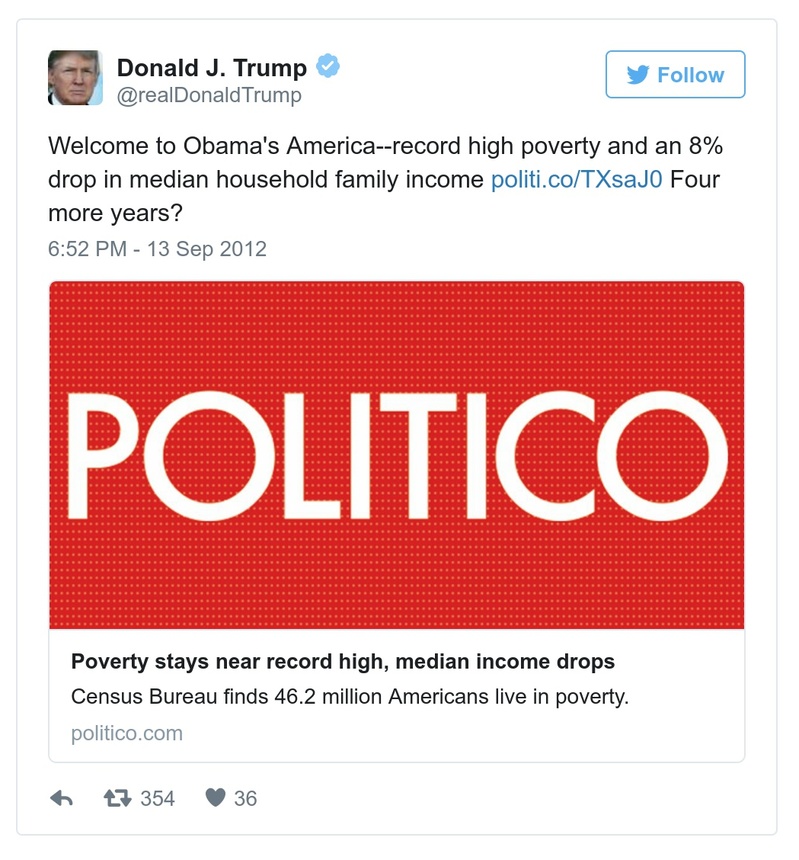 Donald J. Trump
@realDonaldTrump
Follow
Welcome to Obama's America--record high poverty and an 8%
drop in median household family income politi.co/TXsaJ0 Four
more years?
6:52 PM - 13 Sep 2012
POLITICO
Poverty stays near record high, median income drops
Census Bureau finds 46.2 million Americans live in poverty.
politico.com
354
36